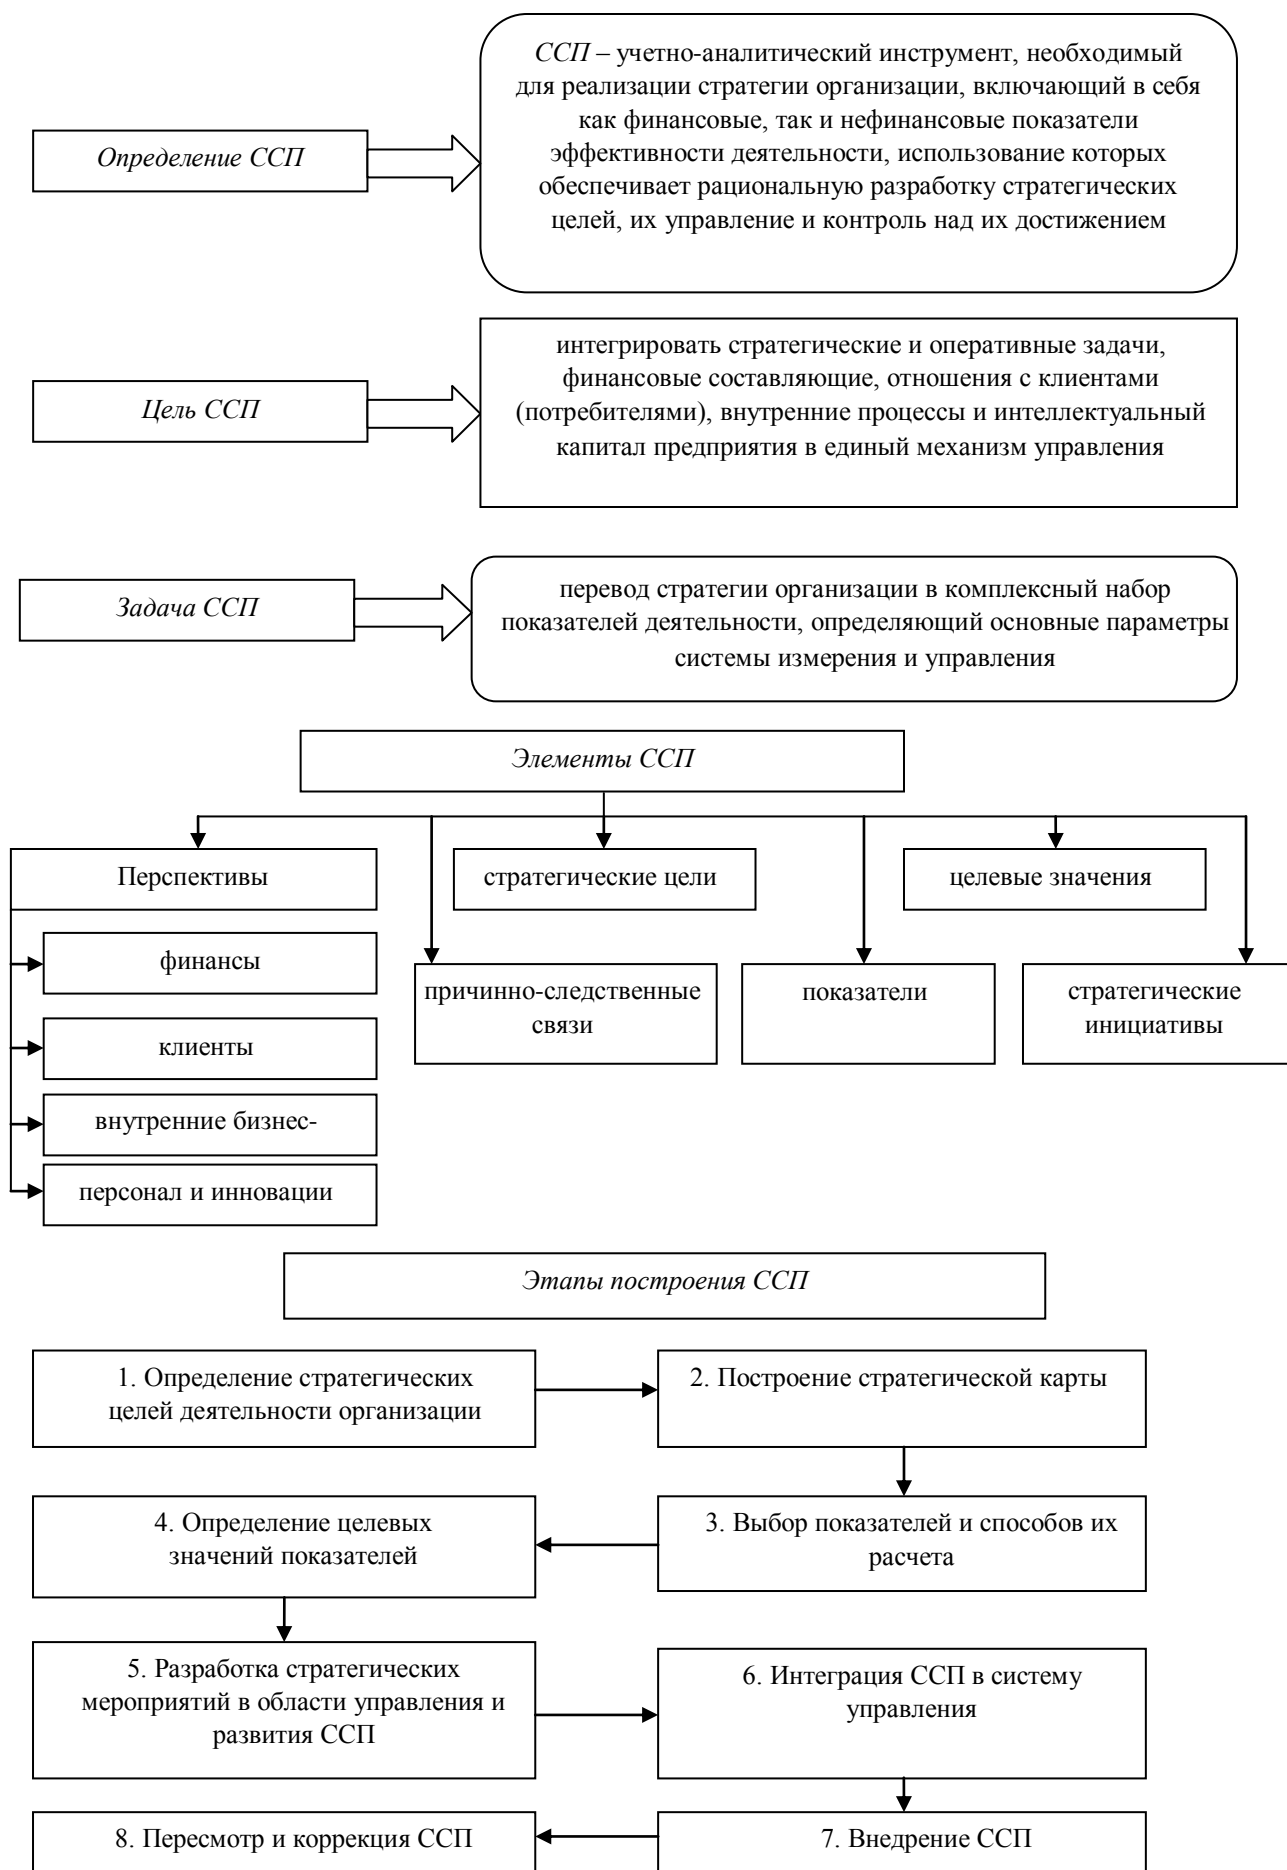 ССП – учетно-аналитический инструмент, необходимый
для реализации стратегии организации, включающий в себя
как финансовые, так и нефинансовые показатели
Определение ССП
эффективности деятельности, использование которых
обеспечивает рациональную разработку стратегических
целей, их управление и контроль над их достижением
интегрировать стратегические и оперативные задачи,
финансовые составляющие, отношения с клиентами
Цель ССП
(потребителями), внутренние процессы и интеллектуальный
капитал предприятия в единый механизм управления
Задача ССП
перевод стратегии организации в комплексный набор
показателей деятельности, определяющий основные параметры
системы измерения и управления
Элементы ССП
Перспективы
стратегические цели
целевые значения
финансы
клиенты
внутренние бизнес-
персонал и инновации
причинно-следственные
связи
показатели
стратегические
инициативы
Этапы построения ССП
1. Определение стратегических
целей деятельности организации
2. Построение стратегической карты
3. Выбор показателей и способов их
расчета
4. Определение целевых
значений показателей
5. Разработка стратегических
мероприятий в области управления и
развития ССП
6. Интеграция ССП в систему
управления
7. Внедрение ССП
8. Пересмотр и коррекция ССП